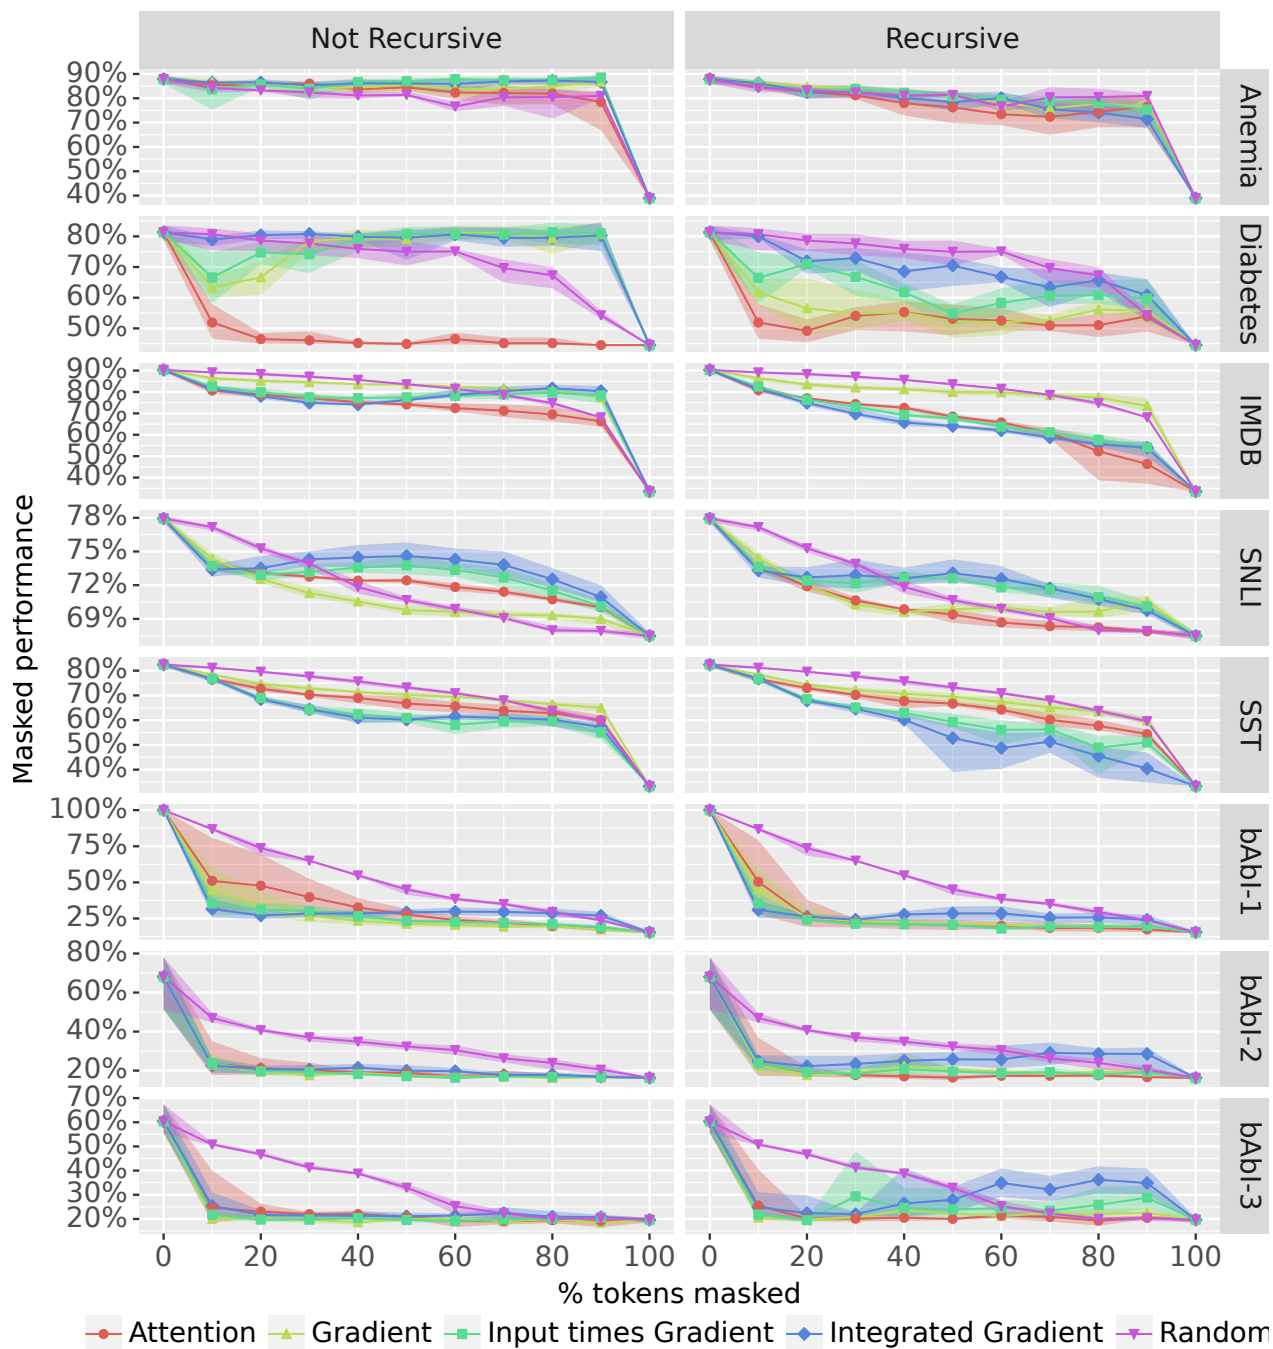 Not Recursive
Recursive
Masked performance
90%
80%
70%
60%
50%
40%
Anemia
80%
70%
60%
50%
Diabetes
90%
80%
70%
60%
50%
40%
IMDB
78%
75%
72%
69%
SNLI
80%
70%
60%
50%
40%
SST
100%
75%
50%
25%
bAbI-1
80%
60%
40%
20%
bAbI-2
70%
60%
50%
40%
30%
20%
bAbI-3
0 20 40 60 80 100 0 20 40 60 80 100
% tokens masked
Attention Gradient Input times Gradient Integrated Gradient Random